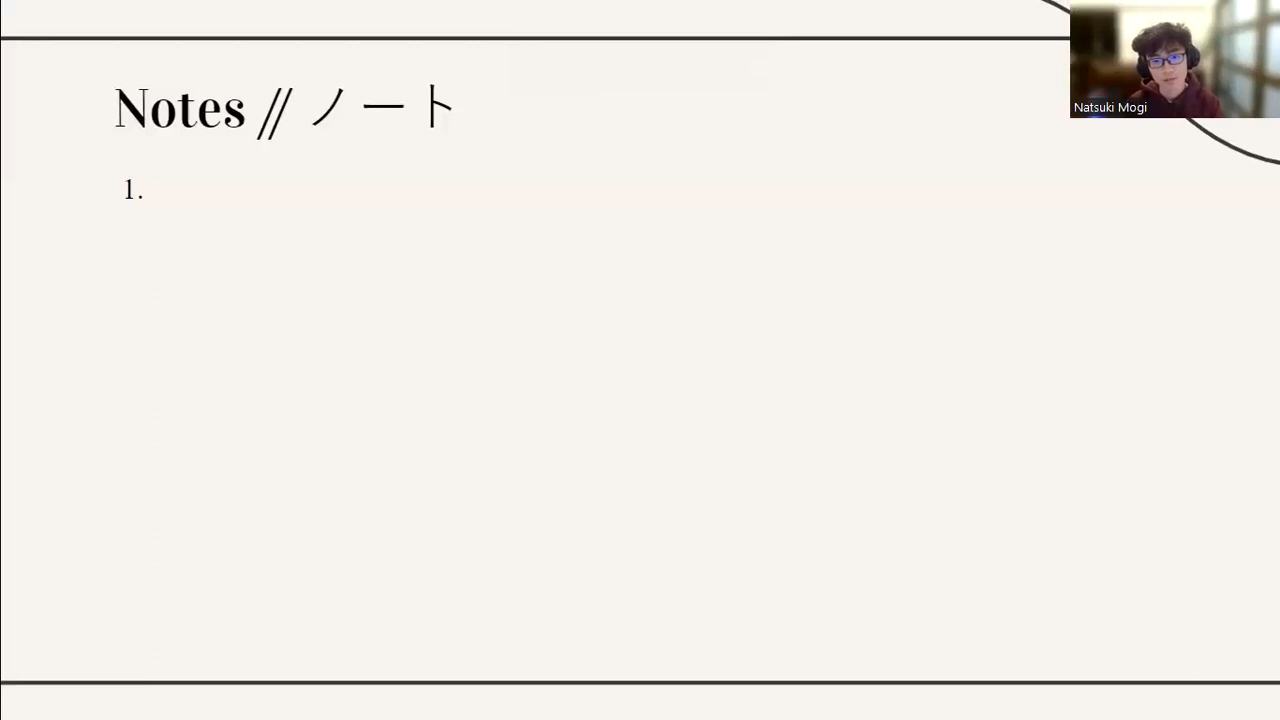 Notes // ノート
1.
Natsuki Mogi